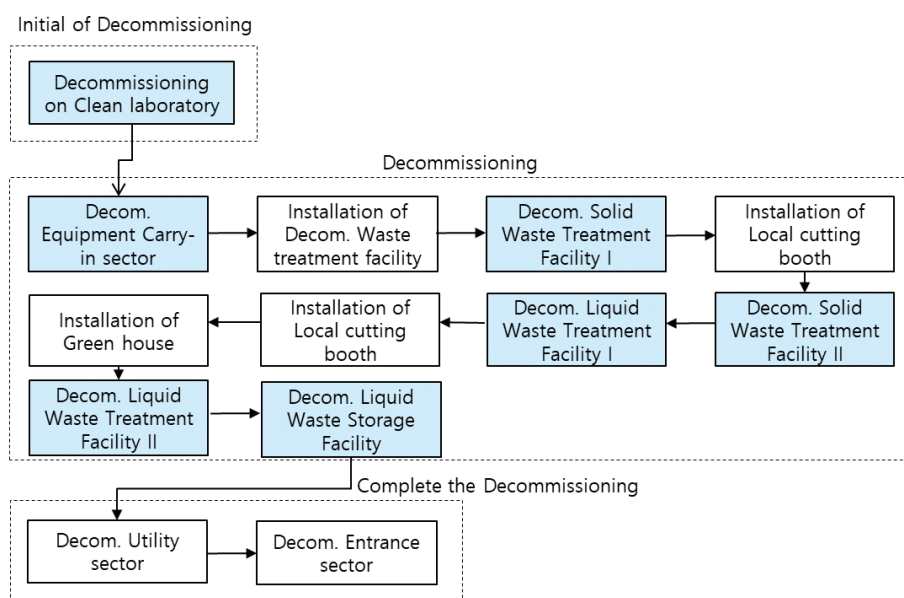 Initial of Decommissioning
Decommissioning
on Clean laboratory
Decommissioning
Decom.
Equipment Carry-
in sector
Installation of
Decom. Waste
treatment facility
Decom. Solid
Waste Treatment
Facility I
Installation of
Local cutting
booth
Installation of
Green house
Installation of
Local cutting
booth
Decom. Liquid
Waste Treatment
Facility I
Decom. Solid
Waste Treatment
Facility II
Decom. Liquid
Waste Treatment
Facility II
Decom. Liquid
Waste Storage
Facility
Complete the Decommissioning
Decom. Utility
sector
Decom. Entrance
sector